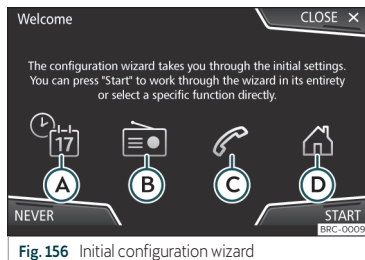 Welcome
CLOSE ×
The configuration wizard takes you through the initial settings.
You can press "Start" to work through the wizard in its entirety
or select a specific function directly.
17
A B C D
NEVER
START
BRC-0009
Fig. 156 Initial configuration wizard